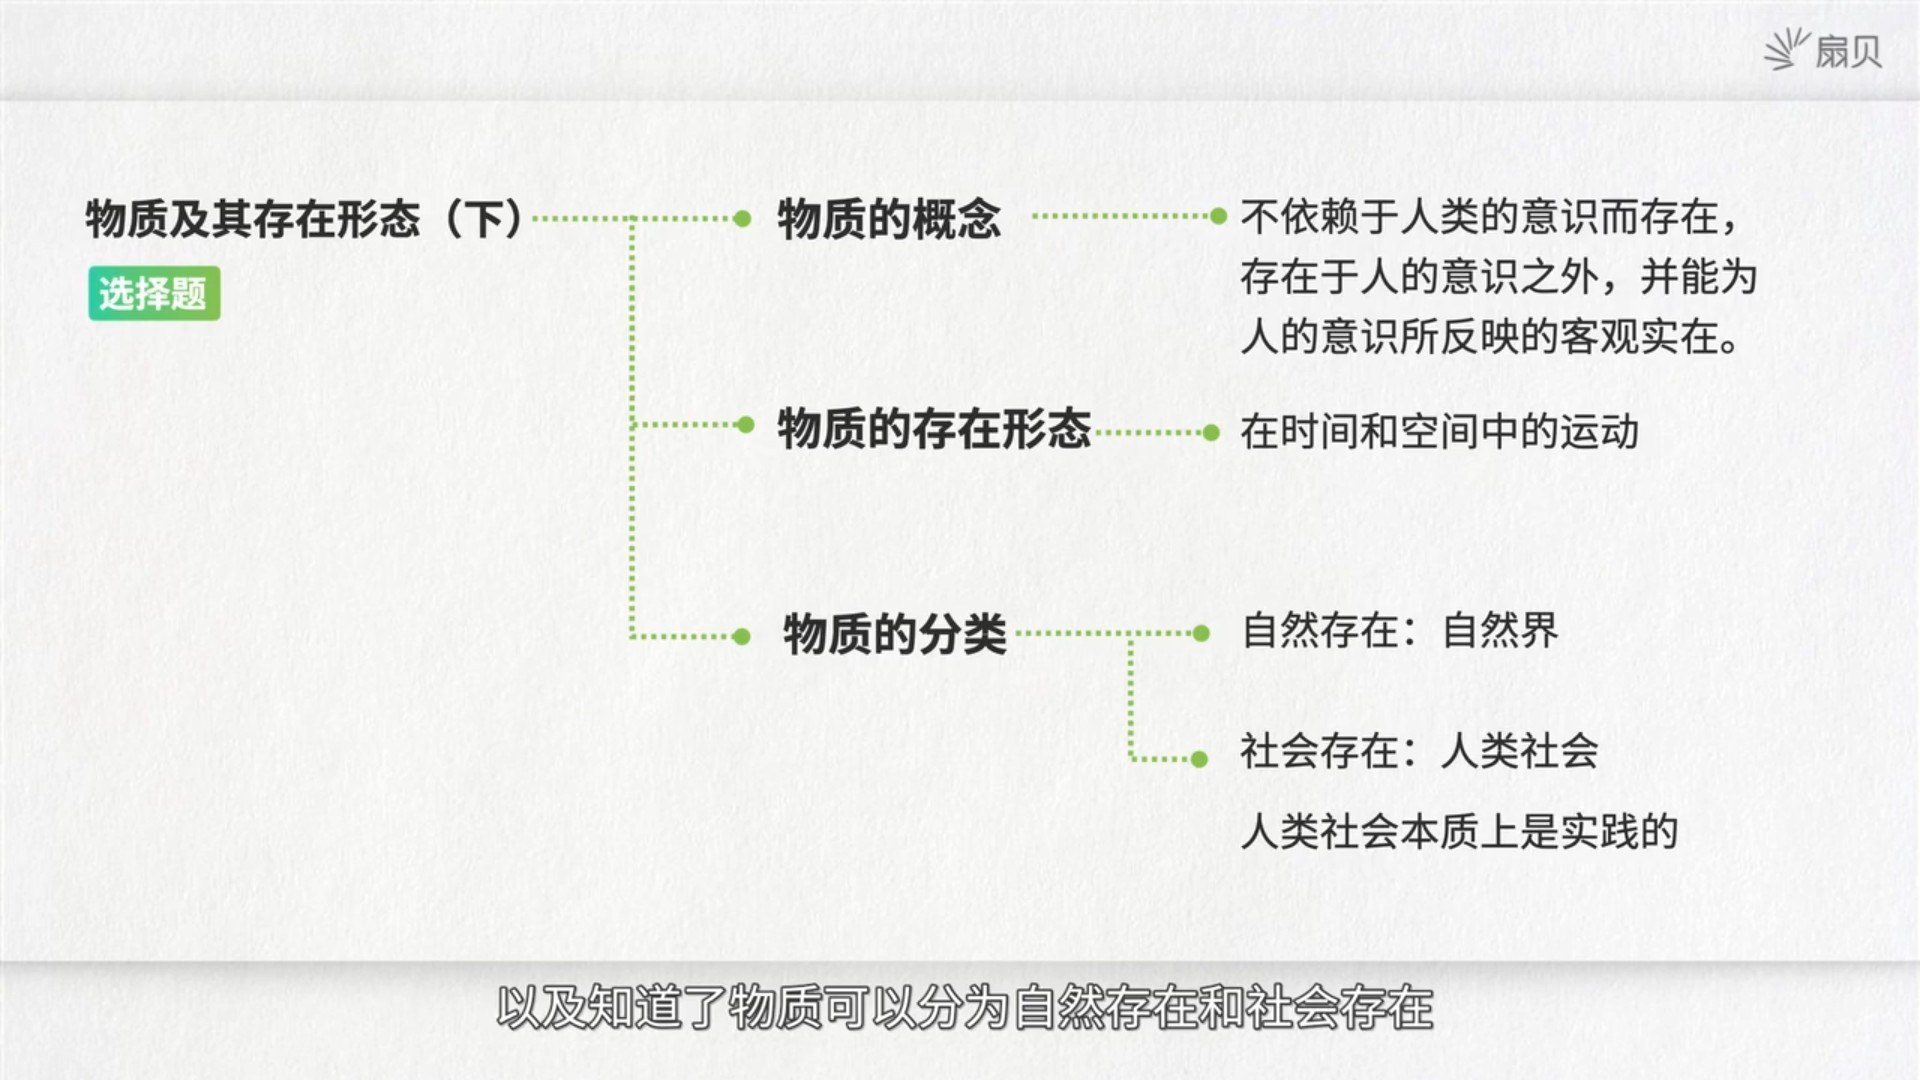 扇贝
物质及其存在形态（下）
选择题
物质的概念
不依赖于人类的意识而存在，
存在于人的意识之外，并能为
人的意识所反映的客观实在。
物质的存在形态
在时间和空间中的运动
物质的分类
自然存在：自然界
社会存在：人类社会
人类社会本质上是实践的
以及知道了物质可以分为自然存在和社会存在